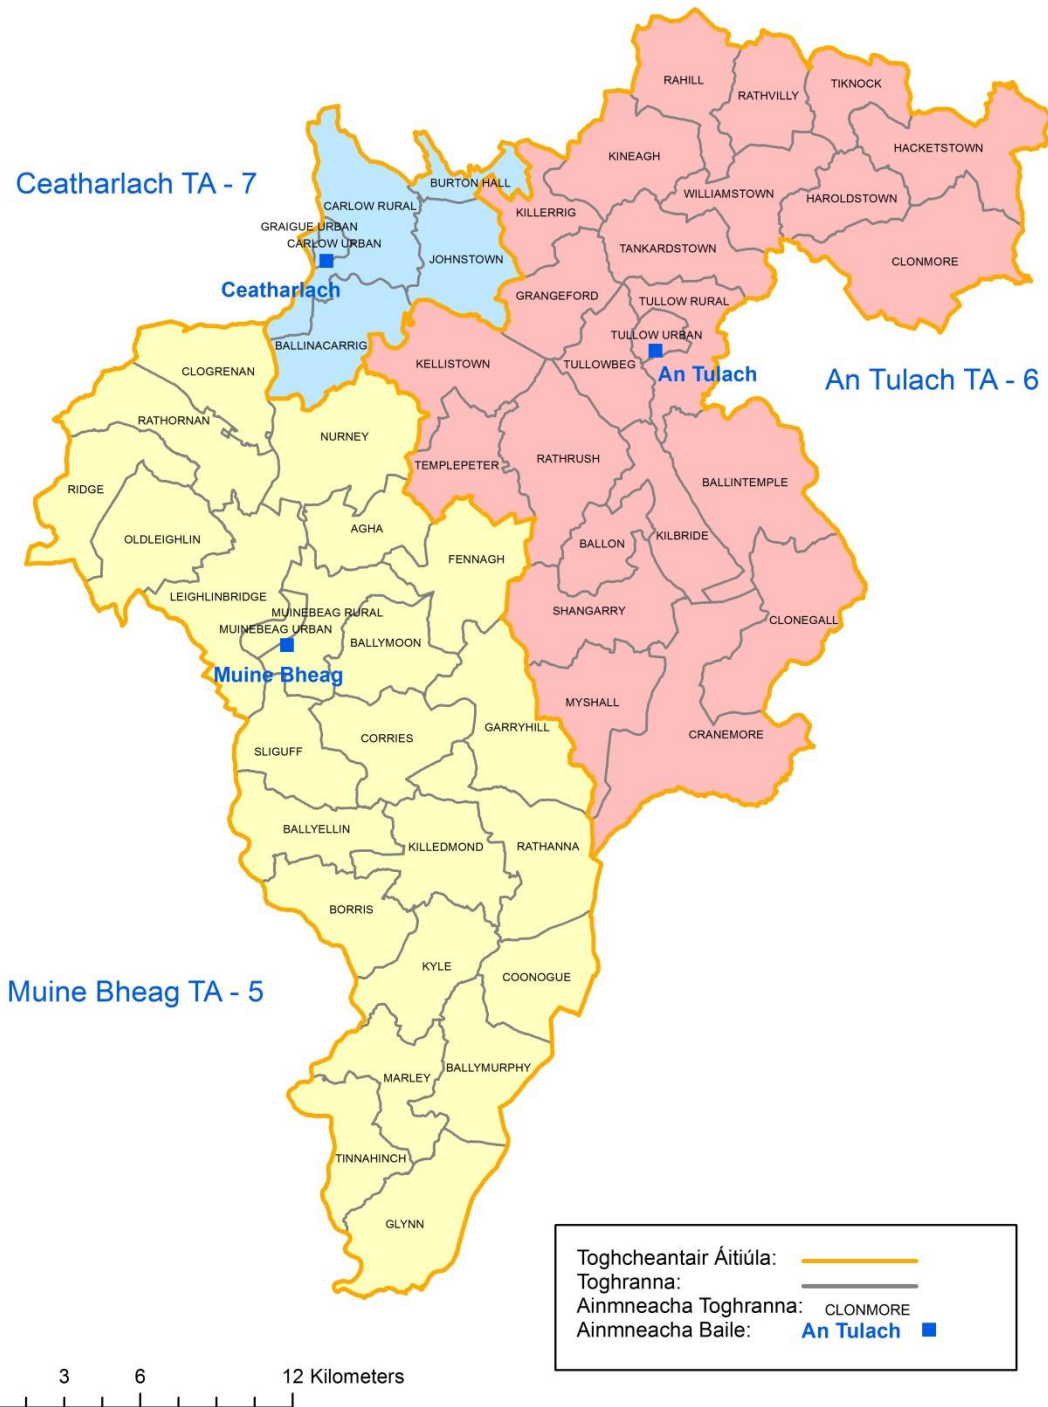 RAHILL
RATHVILLY
TIKNOCK
HACKETSTOWN
KINEAGH
Ceatharlach TA - 7
BURTON HALL
WILLIAMSTOWN
HAROLDSTOWN
CARLOW RURAL
KILLERRIG
GRAIGUE URBAN
CARLOW URBAN
TANKARDSTOWN
JOHNSTOWN
CLONMORE
Ceatharlach
GRANGEFORD
TULLOW RURAL
TULLOW URBAN
BALLINACARRIG
KELLISTOWN
TULLOWBEG
An Tulach
An Tulach TA - 6
CLOGRENAN
RATHORNAN
NURNEY
TEMPLEPETER
RATHRUSH
BALLINTEMPLE
RIDGE
OLDLEIGHLIN
AGHA
BALLON
KILBRIDE
FENNAGH
LEIGHLINBRIDGE
MUINEBEAG RURAL
SHANGARRY
CLONEGALL
MUINEBEAG URBAN
BALLYMOON
Muine Bheag
MYSHALL
GARRYHILL
CRANEMORE
SLIGUFF
CORRIES
BALLYELLIN
KILLEDMOND
RATHANNA
BORRIS
KYLE
COONOGUE
Muine Bheag TA - 5
MARLEY
BALLYMURPHY
TINNAHINCH
GLYNN
Toghcheantair Áitiúla:
Toghranna:
Ainmneacha Toghranna: CLONMORE
Ainmneacha Baile: An Tulach
3 6 12 Kilometers